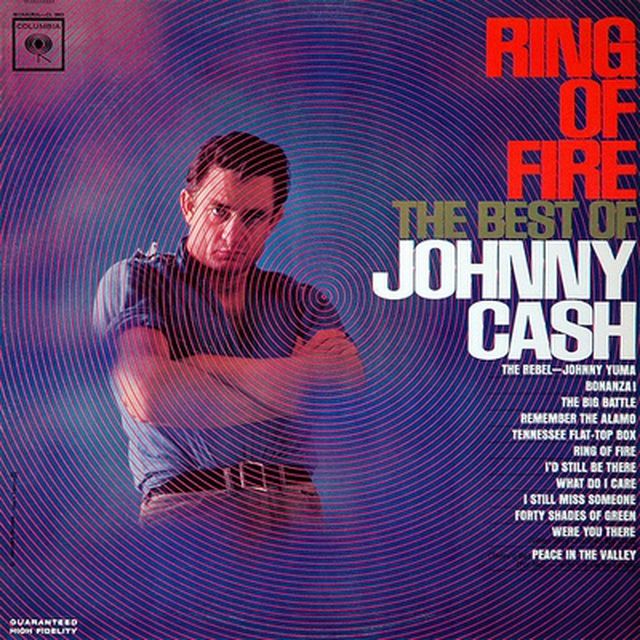 COLUMBIA
RING
OF
FIRE
THE BEST OF
JOHNNY
CASH
THE REBEL—JOHNNY YUMA
BONANZA!
THE BIG BATTLE
REMEMBER THE ALAMO
TENNESSEE FLAT-TOP BOX
RING OF FIRE
I'D STILL BE THERE
WHAT DO I CARE
I STILL MISS SOMEONE
FORTY SHADES OF GREEN
WERE YOU THERE
PEACE IN THE VALLEY
GUARANTEED
HIGH FIDELITY